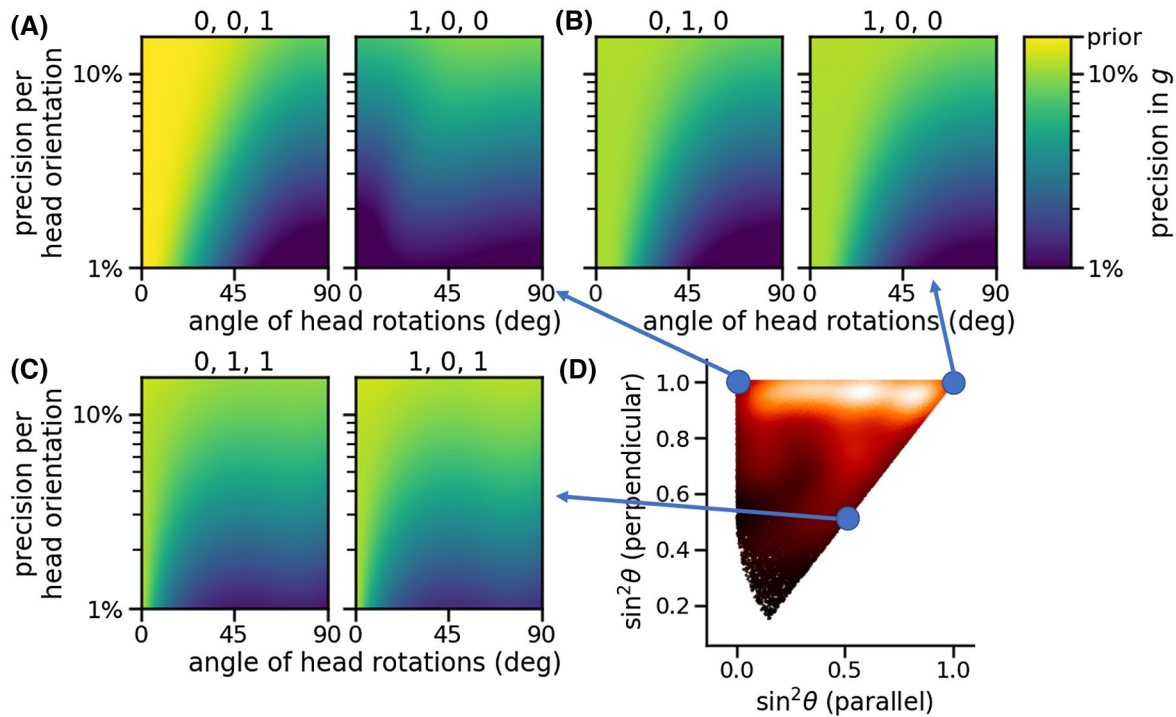 (A)
0, 0, 1
1, 0, 0
(B)
0, 1, 0
1, 0, 0
precision per
head orientation
10%
1%
0
45
90
0
45
90
angle of head rotations (deg)
0
45
90
0
45
90
angle of head rotations (deg)
prior
10%
1%
precision in g
(C)
0, 1, 1
1, 0, 1
precision per
head orientation
10%
1%
0
45
90
0
45
90
angle of head rotations (deg)
(D)
sin²θ (perpendicular)
1.0
0.8
0.6
0.4
0.2
0.0
0.5
1.0
sin²θ (parallel)